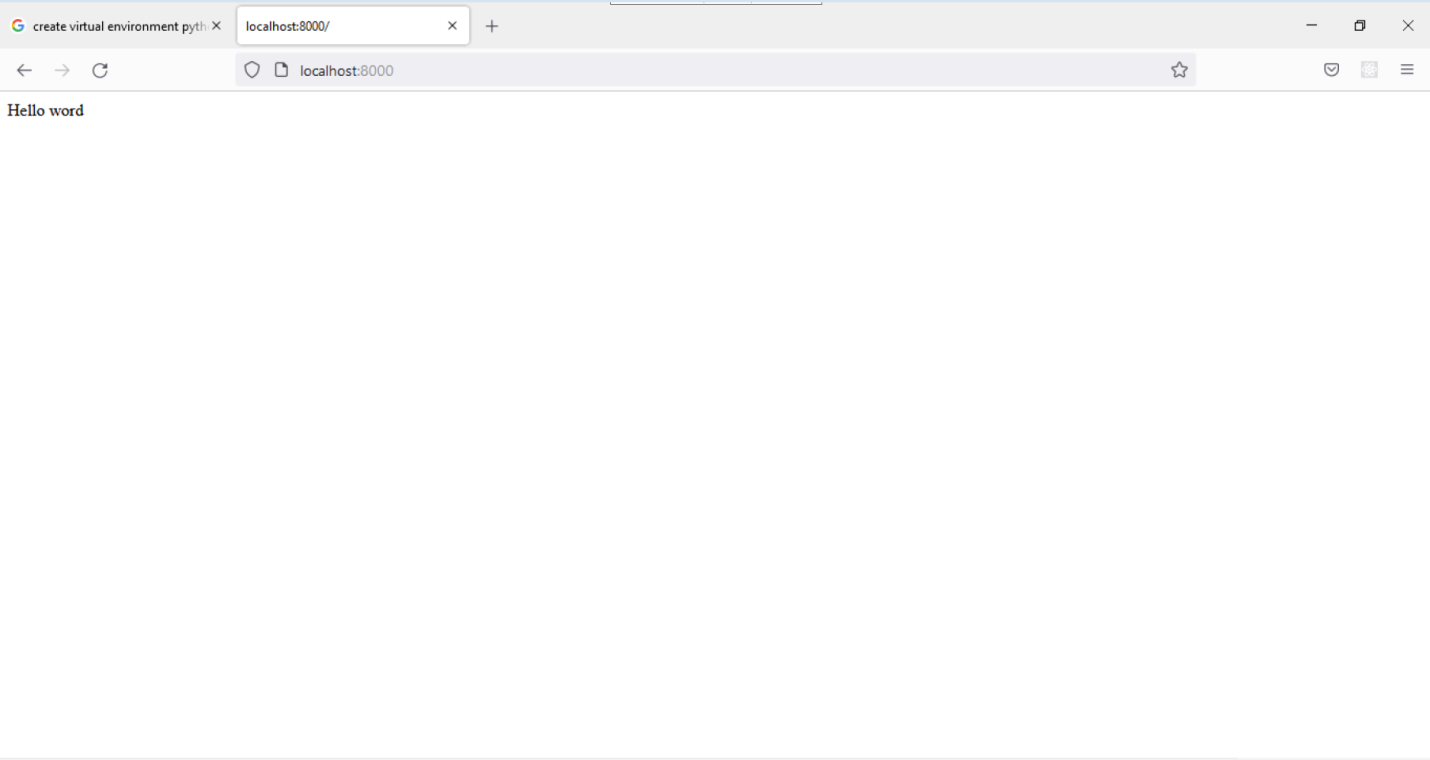 create virtual environment pyth
localhost:8000/
localhost:8000
Hello word